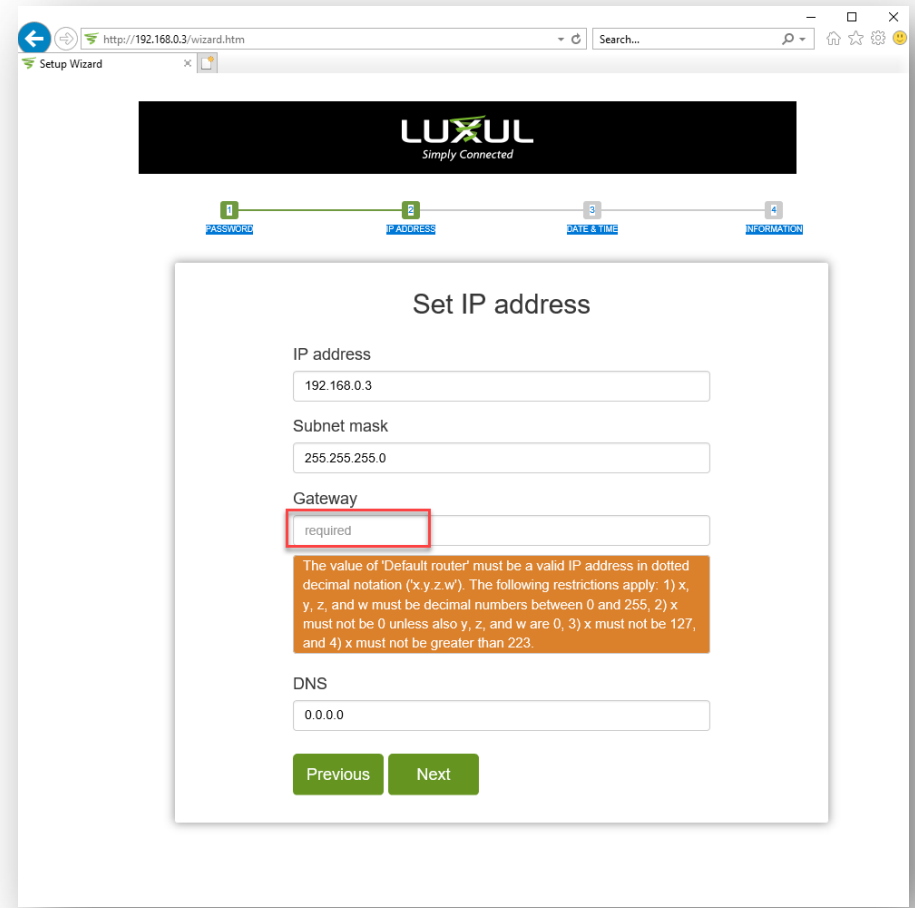 http://192.168.0.3/wizard.htm
Search...
Setup Wizard
LUXUL
Simply Connected
1 2 3 4
PASSWORD IP ADDRESS DATE & TIME INFORMATION
Set IP address
IP address
192.168.0.3
Subnet mask
255.255.255.0
Gateway
required
The value of 'Default router' must be a valid IP address in dotted
decimal notation ('x.y.z.w'). The following restrictions apply: 1) x,
y, z, and w must be decimal numbers between 0 and 255, 2) x
must not be 0 unless also y, z, and w are 0, 3) x must not be 127,
and 4) x must not be greater than 223.
DNS
0.0.0.0
Previous Next